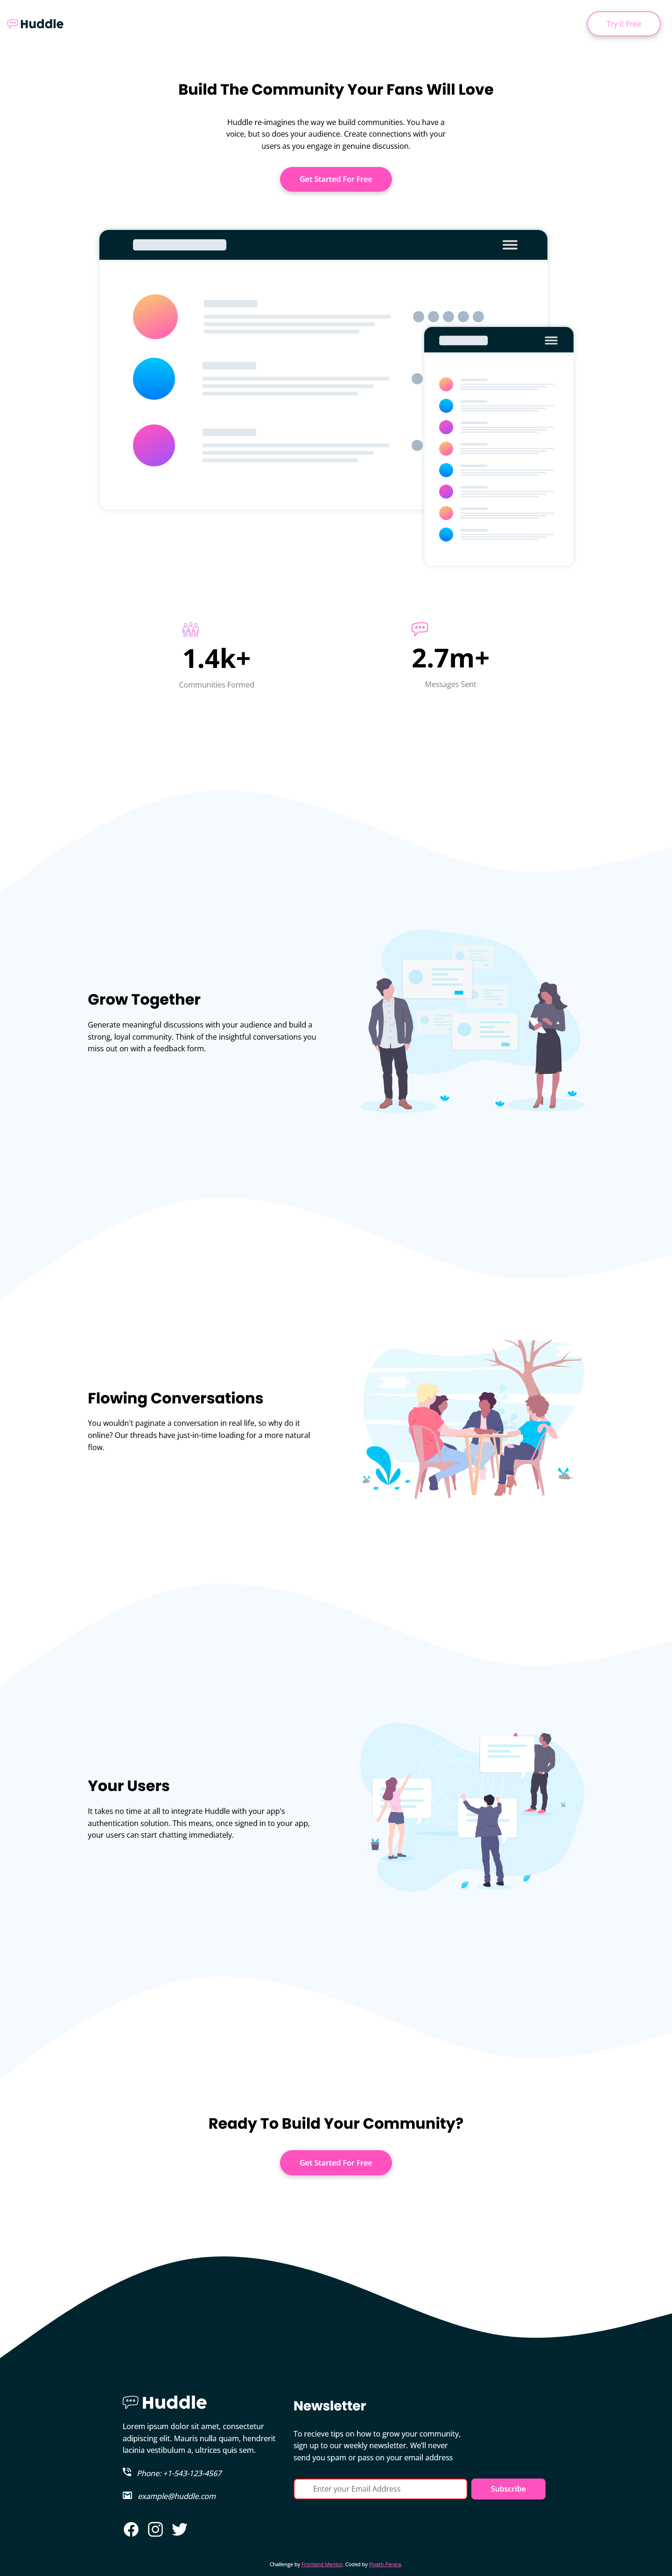 Huddle
Try it Free
Build The Community Your Fans Will Love
Huddle re-imagines the way we build communities. You have a
voice, but so does your audience. Create connections with your
users as you engage in genuine discussion.
Get Started For Free
1.4k+
Communities Formed
2.7m+
Messages Sent
Grow Together
Generate meaningful discussions with your audience and build a
strong, loyal community. Think of the insightful conversations you
miss out on with a feedback form.
Flowing Conversations
You wouldn't paginate a conversation in real life, so why do it
online? Our threads have just-in-time loading for a more natural
flow.
Your Users
It takes no time at all to integrate Huddle with your app's
authentication solution. This means, once signed in to your app,
your users can start chatting immediately.
Ready To Build Your Community?
Get Started For Free
Huddle
Lorem ipsum dolor sit amet, consectetur
adipiscing elit. Mauris nulla quam, hendrerit
lacinia vestibulum a, ultrices quis sem.
Phone: +1-543-123-4567
example@huddle.com
Newsletter
To recieve tips on how to grow your community,
sign up to our weekly newsletter. We'll never
send you spam or pass on your email address
Enter your Email Address
Subscribe
Challenge by Frontend Mentor. Coded by Piyath Perera.